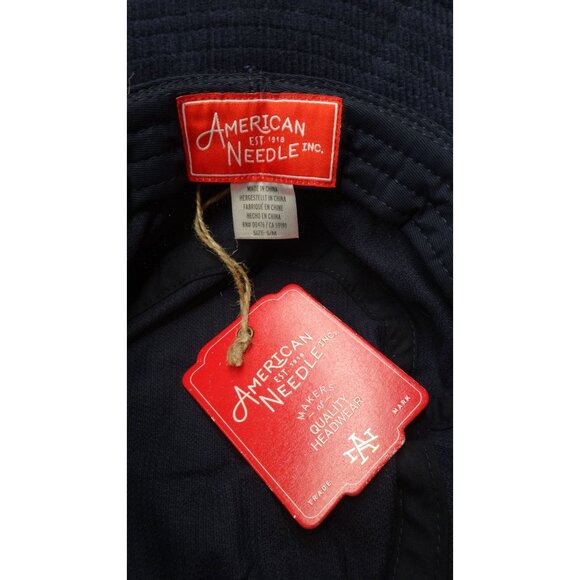 AMERICAN
EST 1918
NEEDLE INC.
MADE IN CHINA
HERGESTELLT IN CHINA
FABRIQUÉ EN CHINE
HECHO EN CHINA
SIZE: S/M
AMERICAN
EST. 1918
NEEDLE INC.
MAKERS
of
QUALITY
HEADWEAR
TRADE MARK